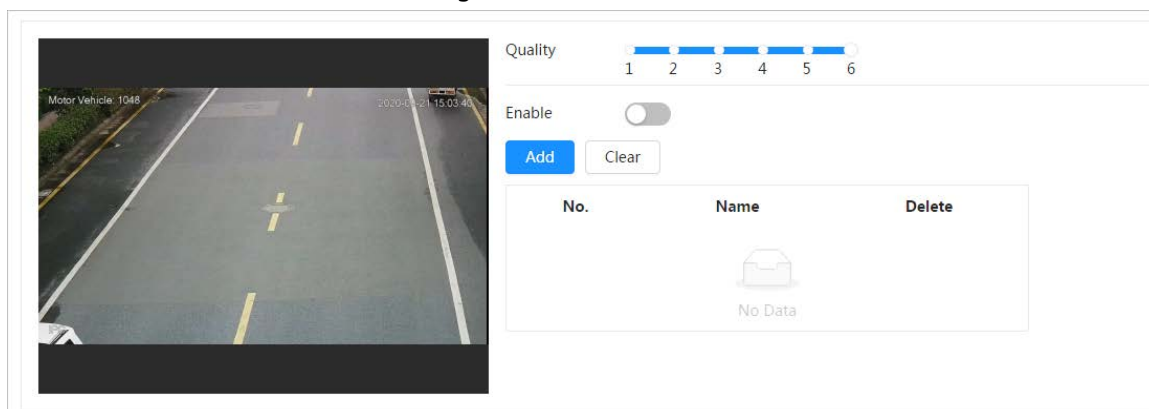 Quality
1 2 3 4 5 6
Motor Vehicle: 1048
Enable
Add Clear
No. Name Delete
No Data